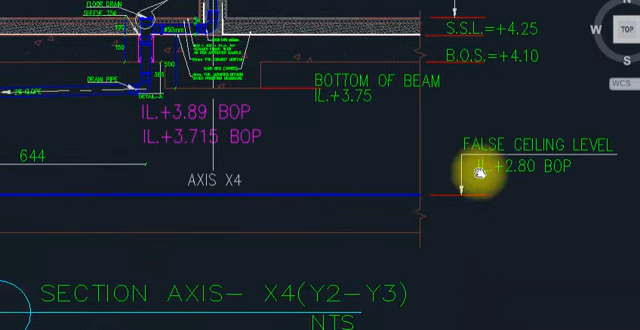 FLOOR DRAIN
S.S.L.=+4.25
B.O.S=+4.10
W
TOP
S
WCS
DRAIN PIPE
DETAIL-A
BOTTOM OF BEAM
IL.+3.75
IL.+3.89 BOP
IL.+3.715 BOP
644
AXIS X4
FALSE CEILING LEVEL
IL.+2.80 BOP
SECTION AXIS- X4(Y2-Y3)
NTS